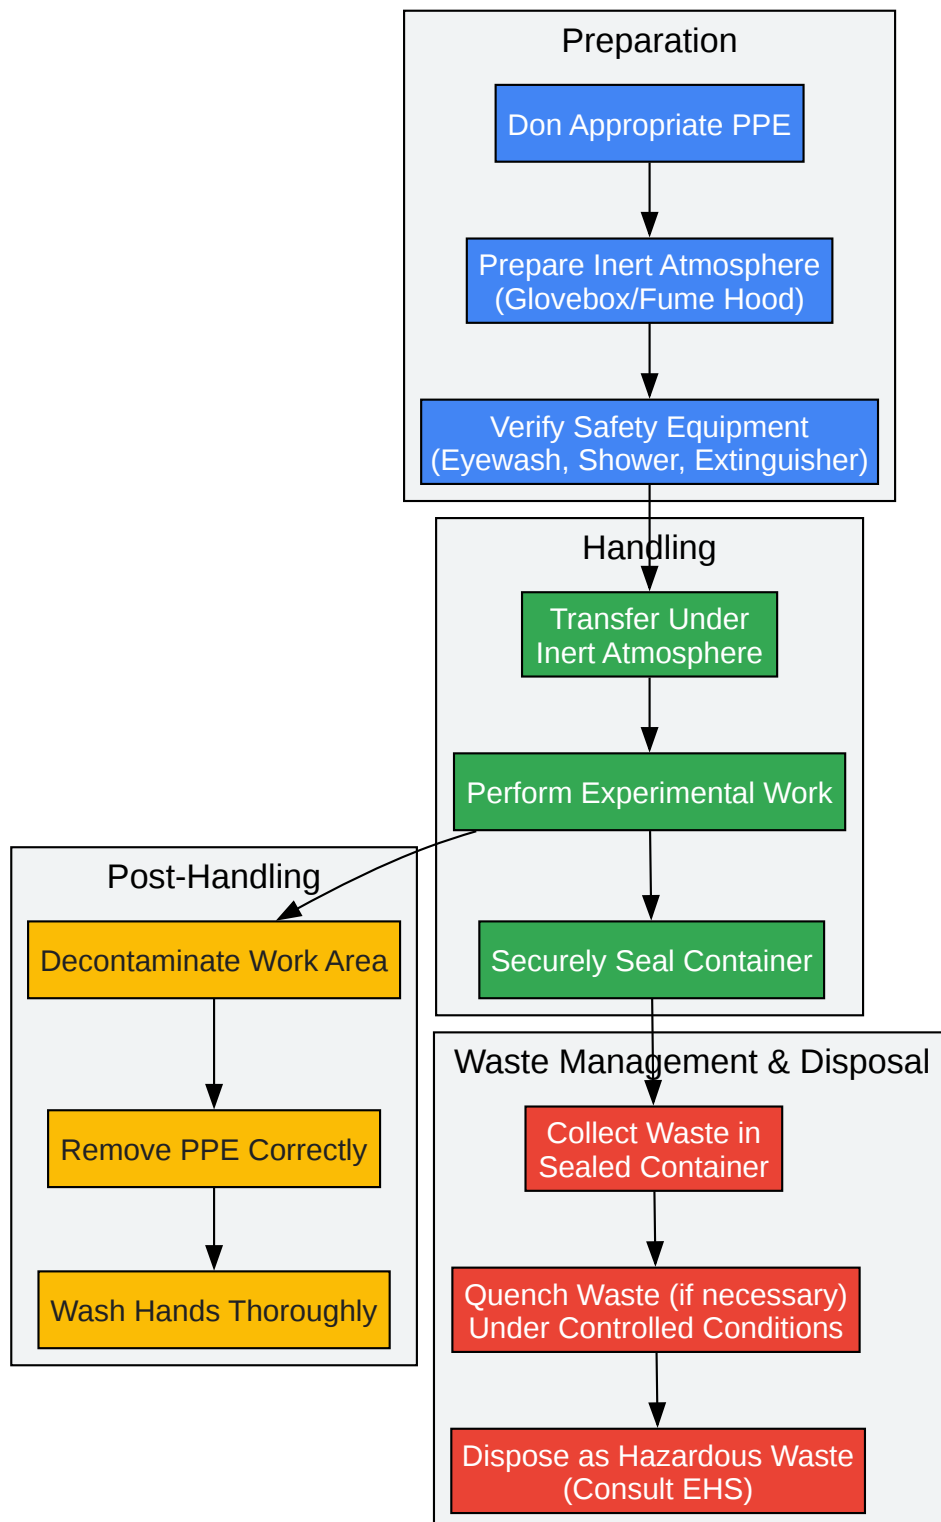 Preparation
Don Appropriate PPE
Prepare Inert Atmosphere
(Glovebox/Fume Hood)
Verify Safety Equipment
(Eyewash, Shower, Extinguisher)
Handling
Transfer Under
Inert Atmosphere
Perform Experimental Work
Securely Seal Container
Post-Handling
Decontaminate Work Area
Remove PPE Correctly
Wash Hands Thoroughly
Waste Management & Disposal
Collect Waste in
Sealed Container
Quench Waste (if necessary)
Under Controlled Conditions
Dispose as Hazardous Waste
(Consult EHS)